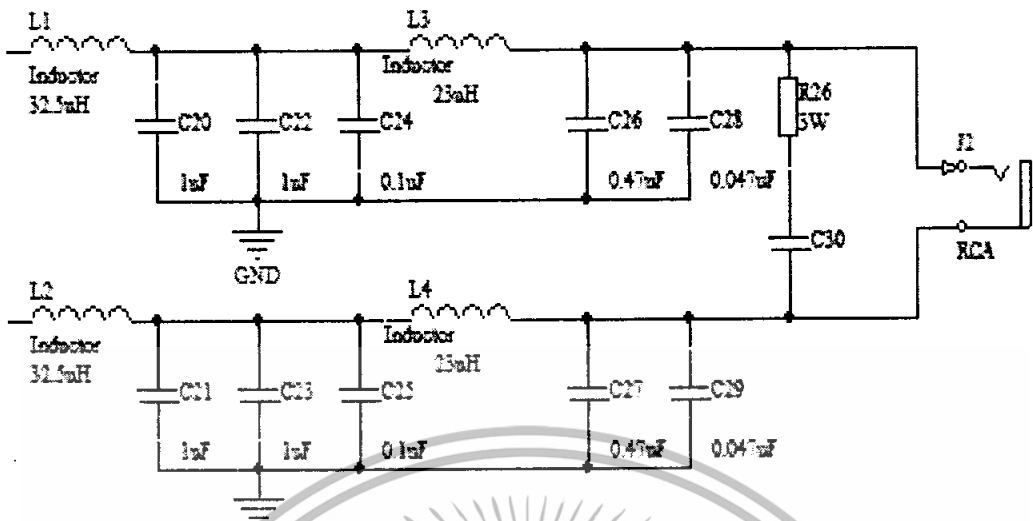 L1
Inductor
32.5uH
L3
Inductor
23uH
C20
1uF
C22
1uF
C24
0.1uF
C26
0.47uF
C28
0.047uF
R26
3W
C30
J2
RCA
GND
L2
Inductor
32.5uH
L4
Inductor
23uH
C21
1uF
C23
1uF
C25
0.1uF
C27
0.47uF
C29
0.047uF